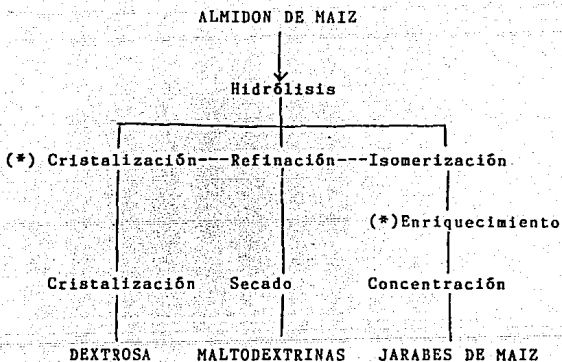 ALMIDON DE MAIZ
Hidrólisis
(*) Cristalización---Refinación---Isomerización
(*)Enriquecimiento
Cristalización Secado Concentración
DEXTROSA MALTODEXTRINAS JARABES DE MAIZ